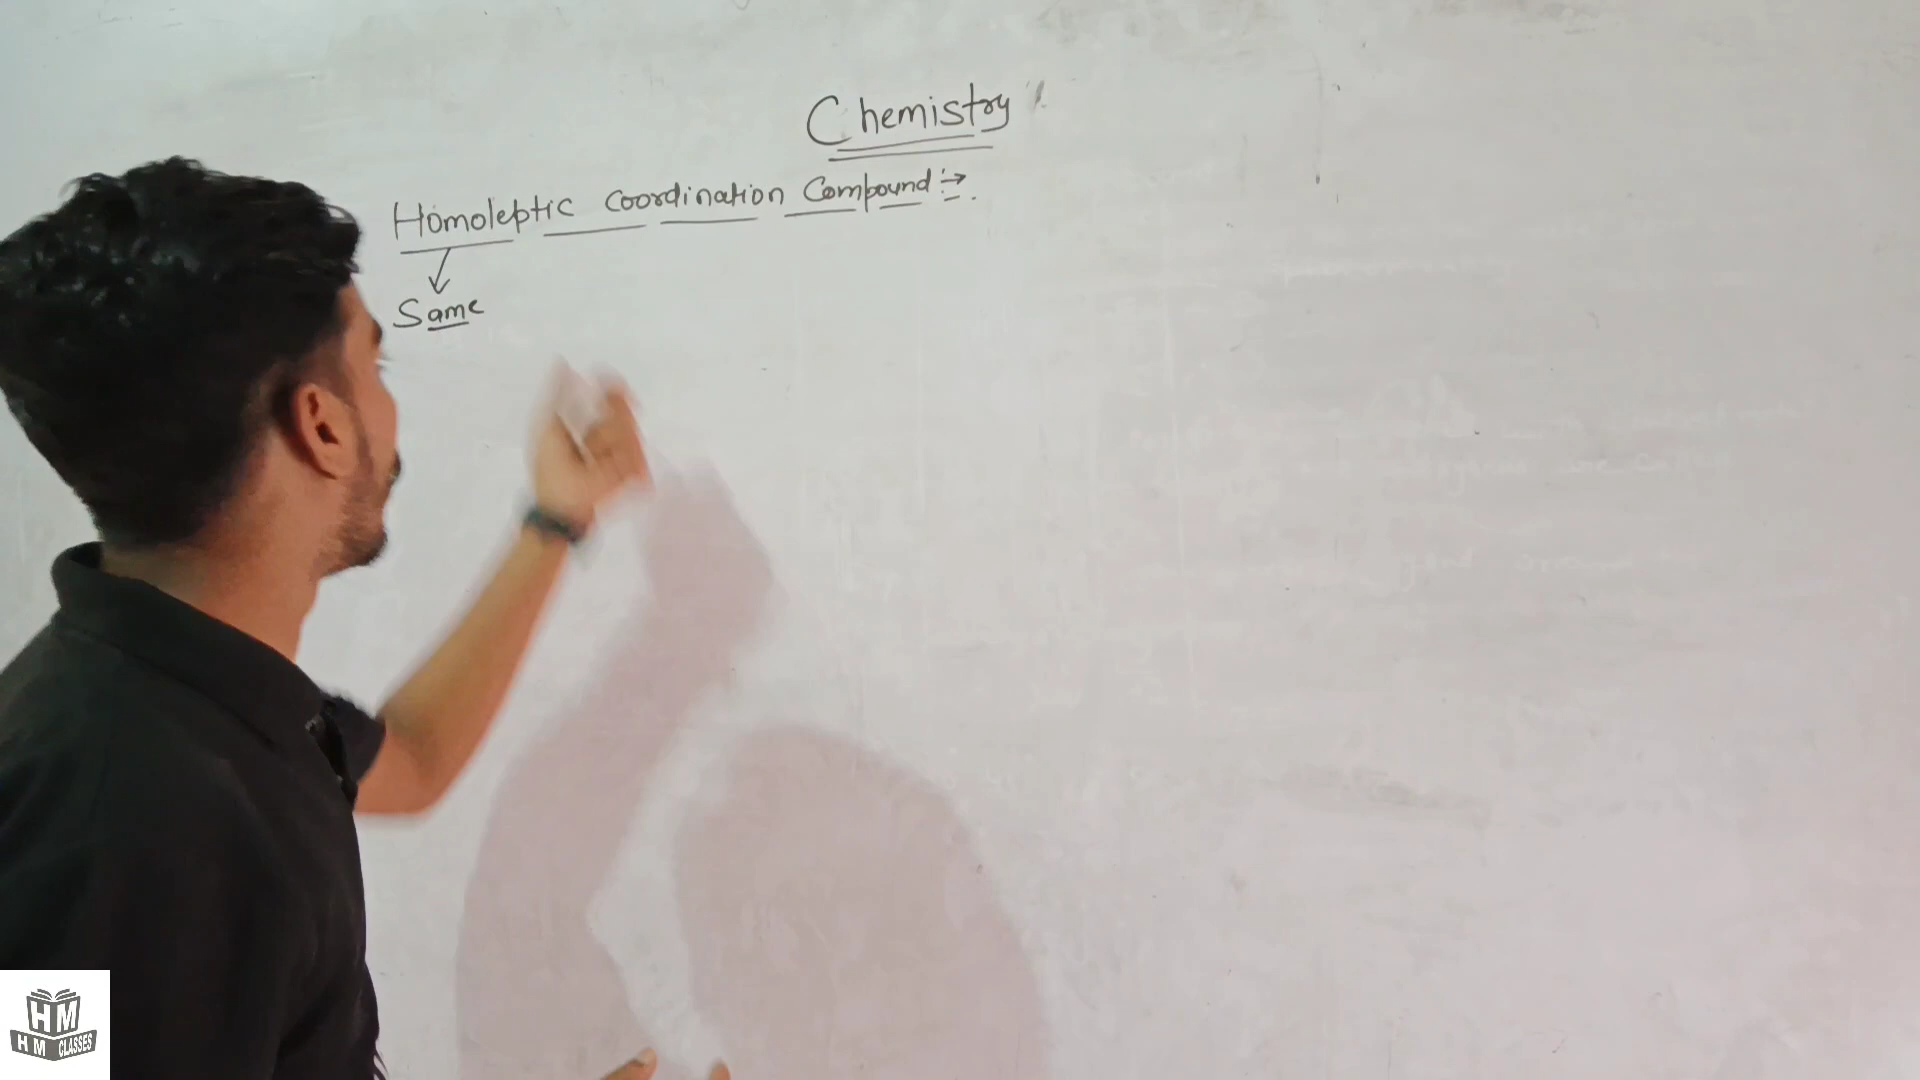 Chemistry
Homoleptic Coordination Compound :→
Same
HM
HM CLASSES